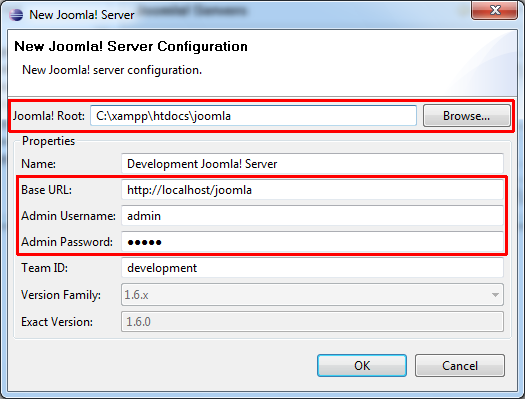 New Joomla! Server
New Joomla! Server Configuration
New Joomla! server configuration.
Joomla! Root: C:\xampp\htdocs\joomla Browse...
Properties
Name: Development Joomla! Server
Base URL: http://localhost/joomla
Admin Username: admin
Admin Password: ●●●●●
Team ID: development
Version Family: 1.6.x
Exact Version: 1.6.0
OK Cancel